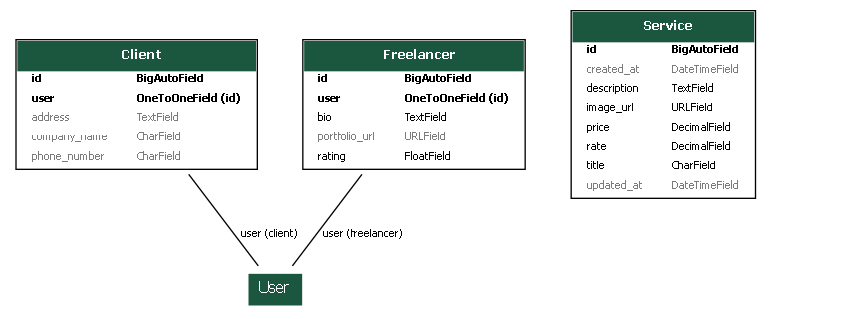 Client
id BigAutoField
user OneToOneField (id)
address TextField
company_name CharField
phone_number CharField
Freelancer
id BigAutoField
user OneToOneField (id)
bio TextField
portfolio_url URLField
rating FloatField
Service
id BigAutoField
created_at DateTimeField
description TextField
image_url URLField
price DecimalField
rate DecimalField
title CharField
updated_at DateTimeField
user (client)
user (freelancer)
User